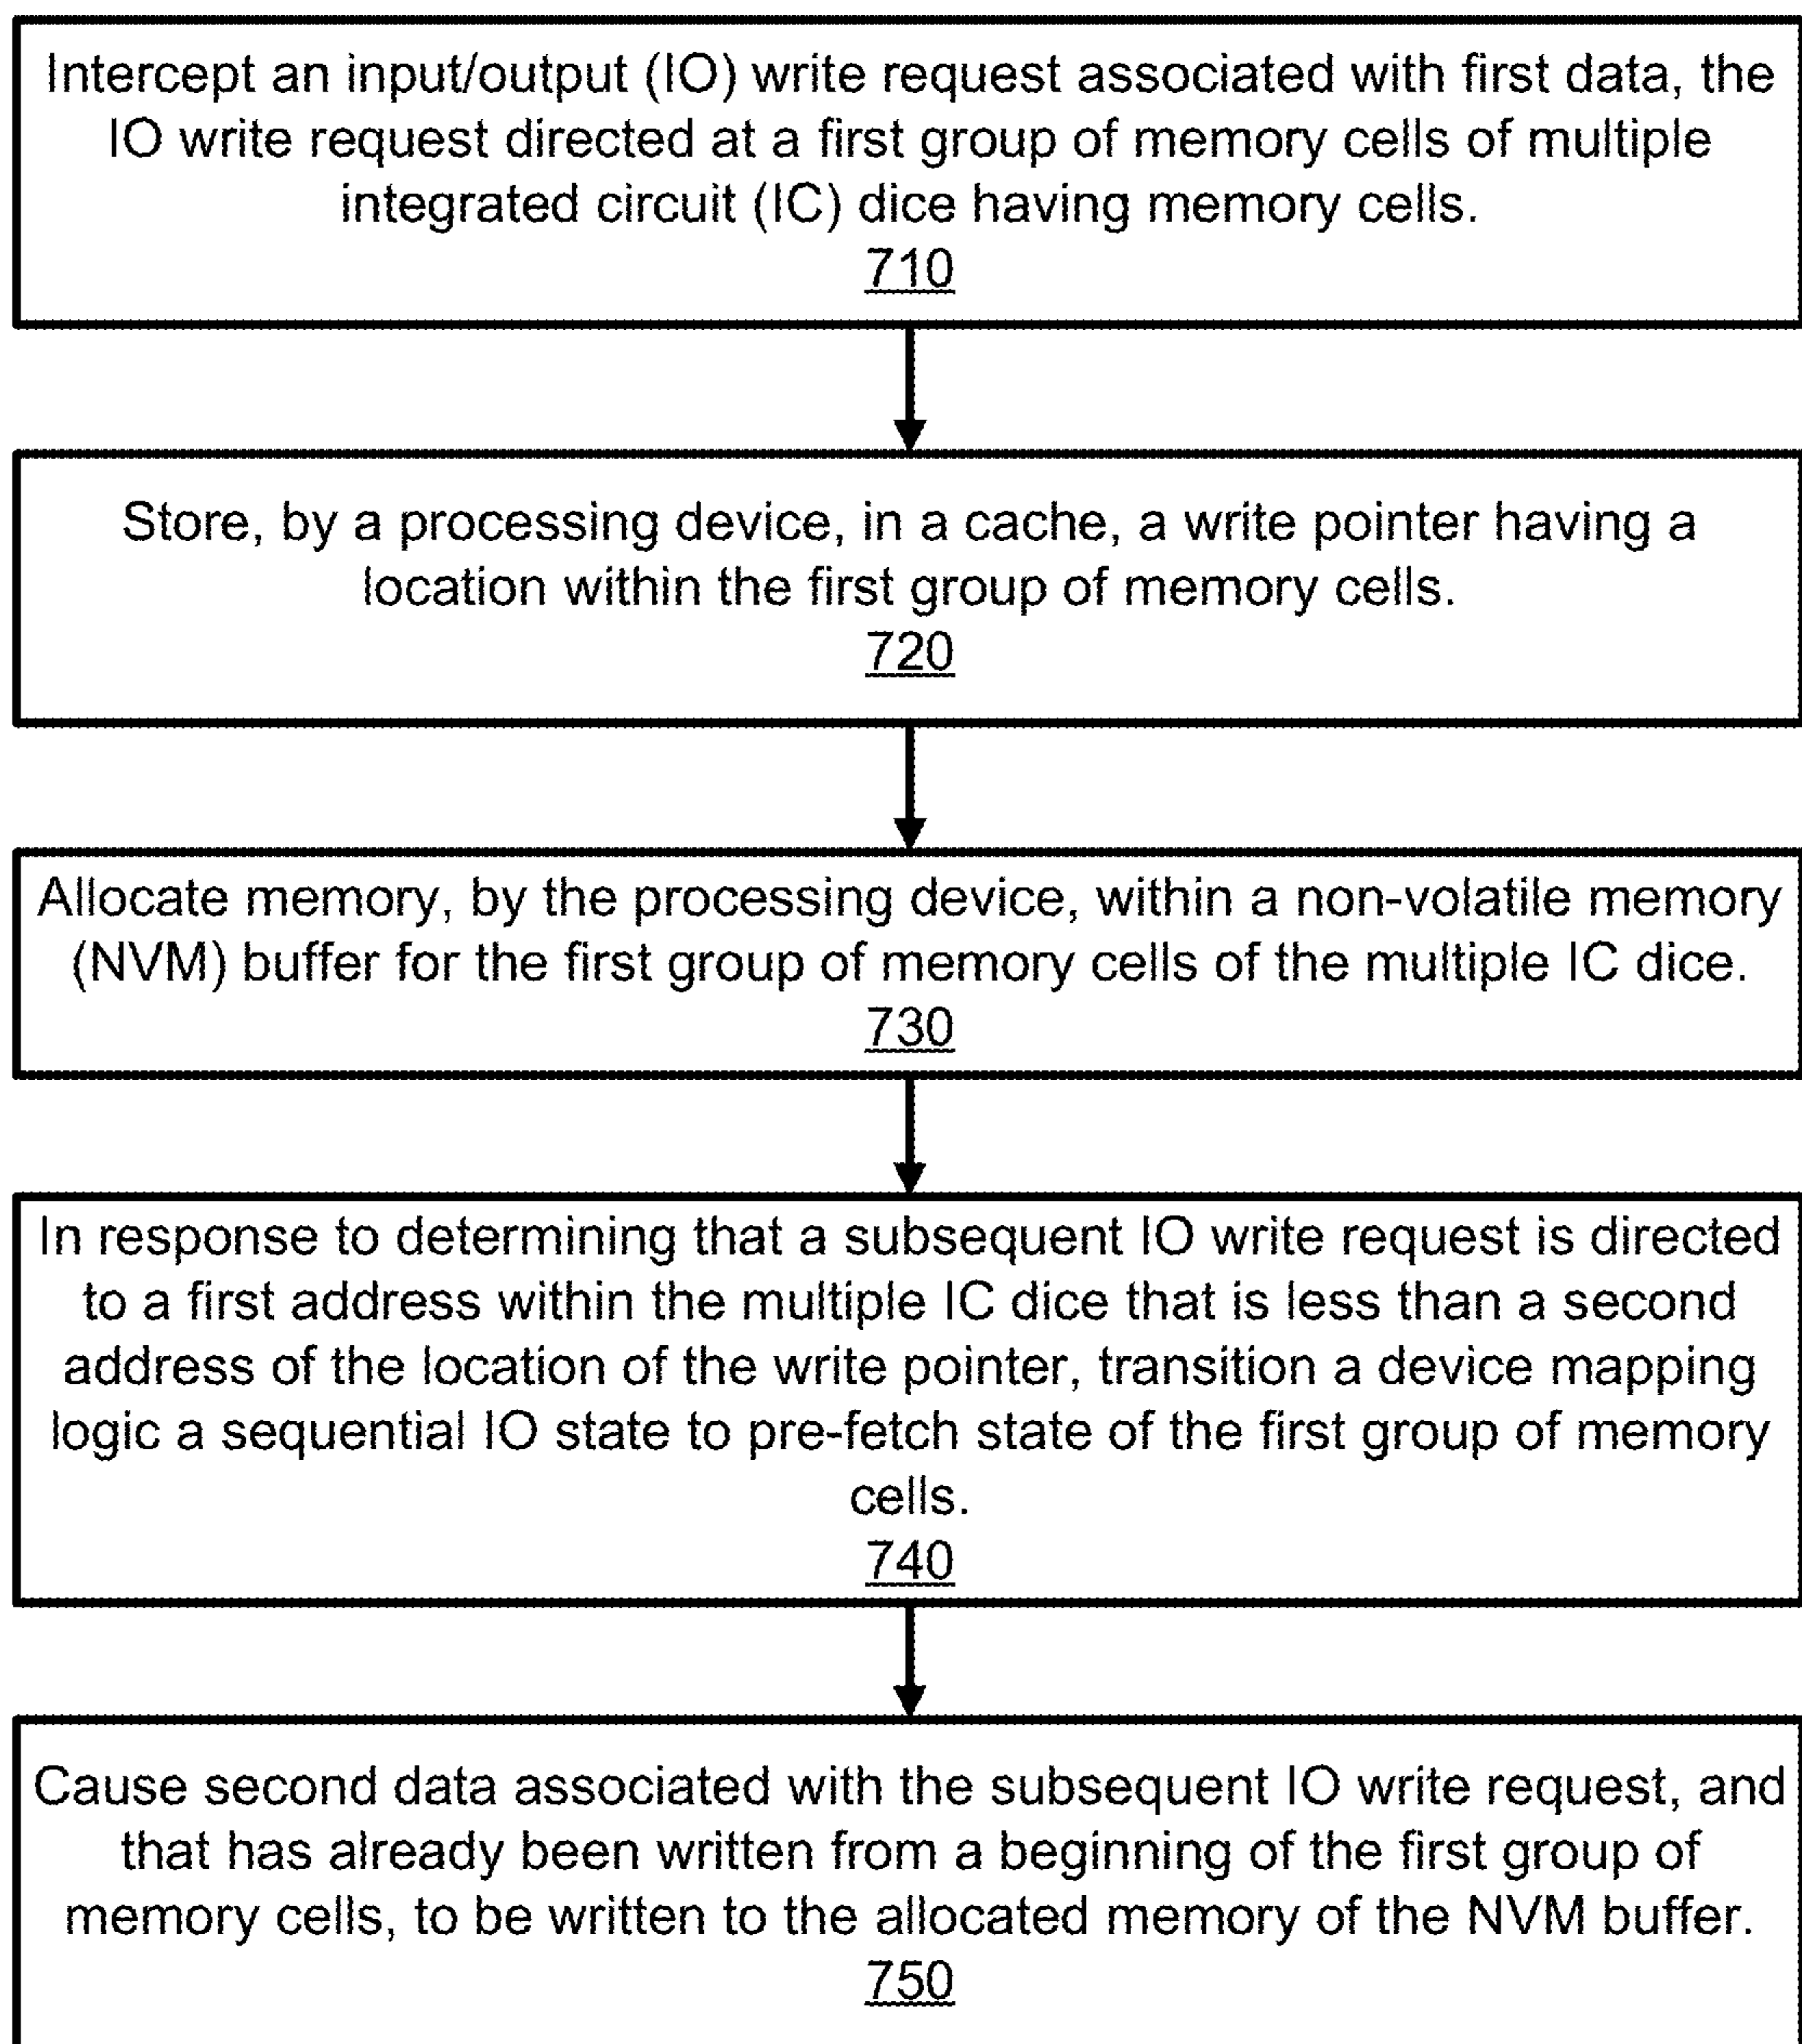 Intercept an input/output (IO) write request associated with first data, the
IO write request directed at a first group of memory cells of multiple
integrated circuit (IC) dice having memory cells.
710
Store, by a processing device, in a cache, a write pointer having a
location within the first group of memory cells.
720
Allocate memory, by the processing device, within a non-volatile memory
(NVM) buffer for the first group of memory cells of the multiple IC dice.
730
In response to determining that a subsequent IO write request is directed
to a first address within the multiple IC dice that is less than a second
address of the location of the write pointer, transition a device mapping
logic a sequential IO state to pre-fetch state of the first group of memory
cells.
740
Cause second data associated with the subsequent IO write request, and
that has already been written from a beginning of the first group of
memory cells, to be written to the allocated memory of the NVM buffer.
750